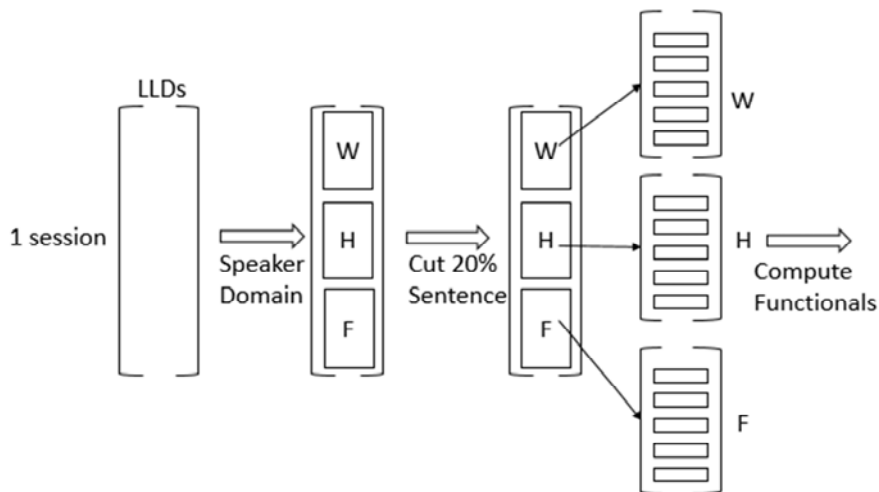 LLDs
1 session
Speaker
Domain
W
H
F
Cut 20%
Sentence
W
H
F
W
H
F
Compute
Functionals